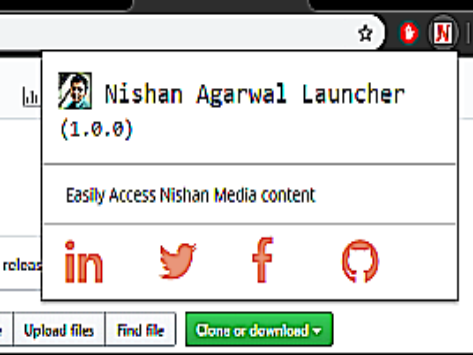 N
Nishan Agarwal Launcher
(1.0.0)
Easily Access Nishan Media content
in
f
releas
Upload files
Find file
Clone or download